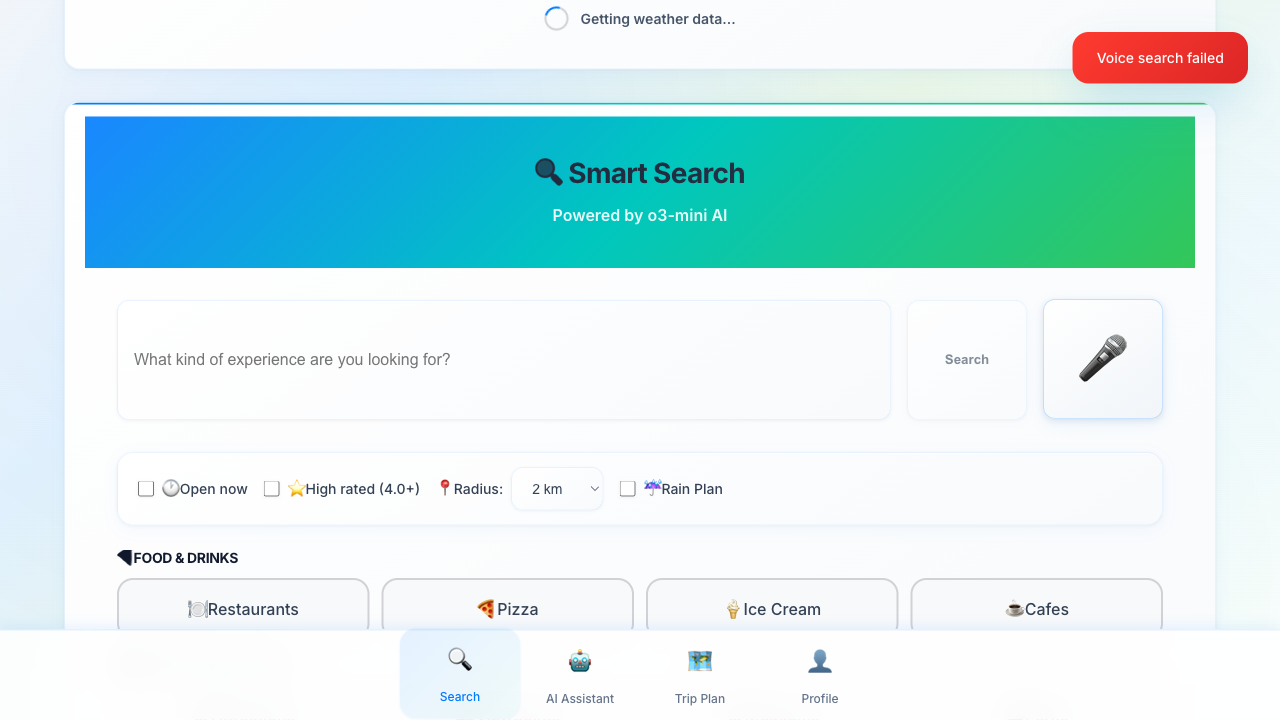 Getting weather data...
Voice search failed
Smart Search
Powered by o3-mini AI
What kind of experience are you looking for?
Search
Open now
High rated (4.0+)
Radius:
2 km
Rain Plan
FOOD & DRINKS
Restaurants
Pizza
Ice Cream
Cafes
Search
AI Assistant
Trip Plan
Profile